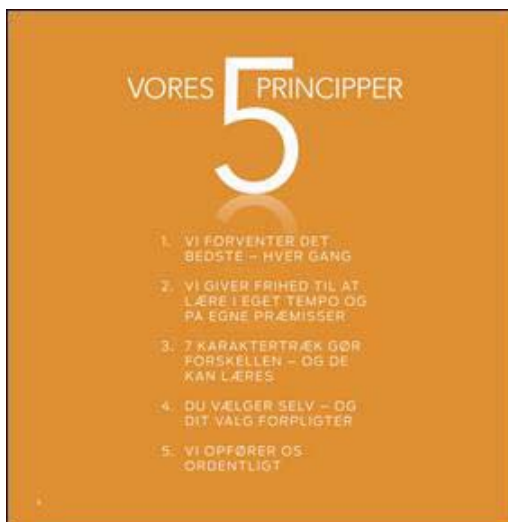 VORES 5 PRINCIPPER
1. VI FORVENTER DET
BEDSTE – HVER GANG
2. VI GIVER FRIHED TIL AT
LÆRE I EGET TEMPO OG
PÅ EGNE PRÆMISSER
3. 7 KARAKTERTRÆK GØR
FORSKELLEN – OG DE
KAN LÆRES
4. DU VÆLGER SELV – OG
DIT VALG FORPLIGTER
5. VI OPFØRER OS
ORDENTLIGT